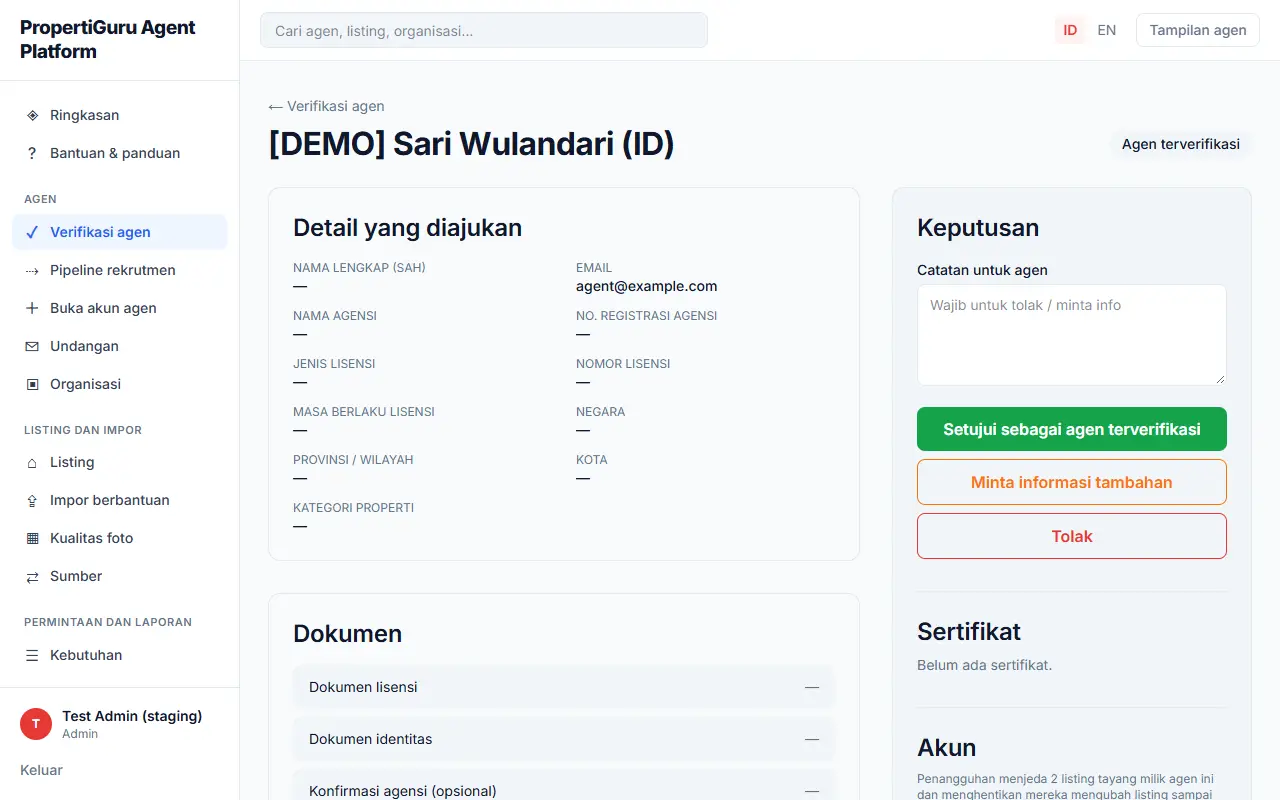 PropertiGuru Agent
Platform
Cari agen, listing, organisasi...
ID
EN
Tampilan agen
Ringkasan
? Bantuan & panduan
AGEN
Verifikasi agen
Pipeline rekrutmen
Buka akun agen
Undangan
Organisasi
LISTING DAN IMPOR
Listing
Impor berbantuan
Kualitas foto
Sumber
PERMINTAAN DAN LAPORAN
Kebutuhan
T
Test Admin (staging)
Admin
Keluar
← Verifikasi agen
[DEMO] Sari Wulandari (ID)
Agen terverifikasi
Detail yang diajukan
NAMA LENGKAP (SAH)
—
EMAIL
agent@example.com
NAMA AGENSI
—
NO. REGISTRASI AGENSI
—
JENIS LISENSI
—
NOMOR LISENSI
—
MASA BERLAKU LISENSI
—
NEGARA
—
PROVINSI / WILAYAH
—
KOTA
—
KATEGORI PROPERTI
—
Dokumen
Dokumen lisensi —
Dokumen identitas —
Konfirmasi agensi (opsional) —
Keputusan
Catatan untuk agen
Wajib untuk tolak / minta info
Setujui sebagai agen terverifikasi
Minta informasi tambahan
Tolak
Sertifikat
Belum ada sertifikat.
Akun
Penangguhan menjeda 2 listing tayang milik agen ini
dan menghentikan mereka mengubah listing sampai